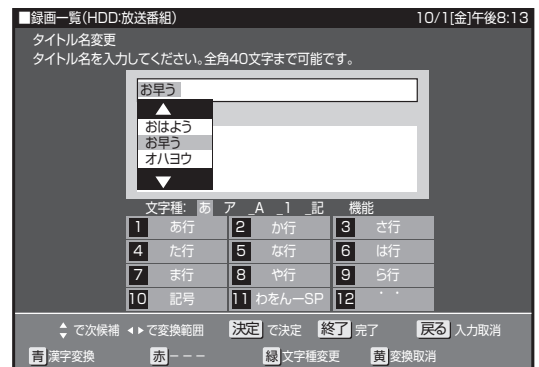 ■録画一覧(HDD:放送番組) 10/1[金]午後8:13
タイトル名変更
タイトル名を入力してください。全角40文字まで可能です。
お早う
▲
おはよう
お早う
オハヨウ
▼
文字種: あ ア _A _1 _記 機能
1 あ行 2 か行 3 さ行
4 た行 5 な行 6 は行
7 ま行 8 や行 9 ら行
10 記号 11 わをんーSP 12 ゛゜
で次候補 で変換範囲 決定 で決定 終了 完了 戻る 入力取消
青 漢字変換 赤 −−− 緑 文字種変更 黄 変換取消